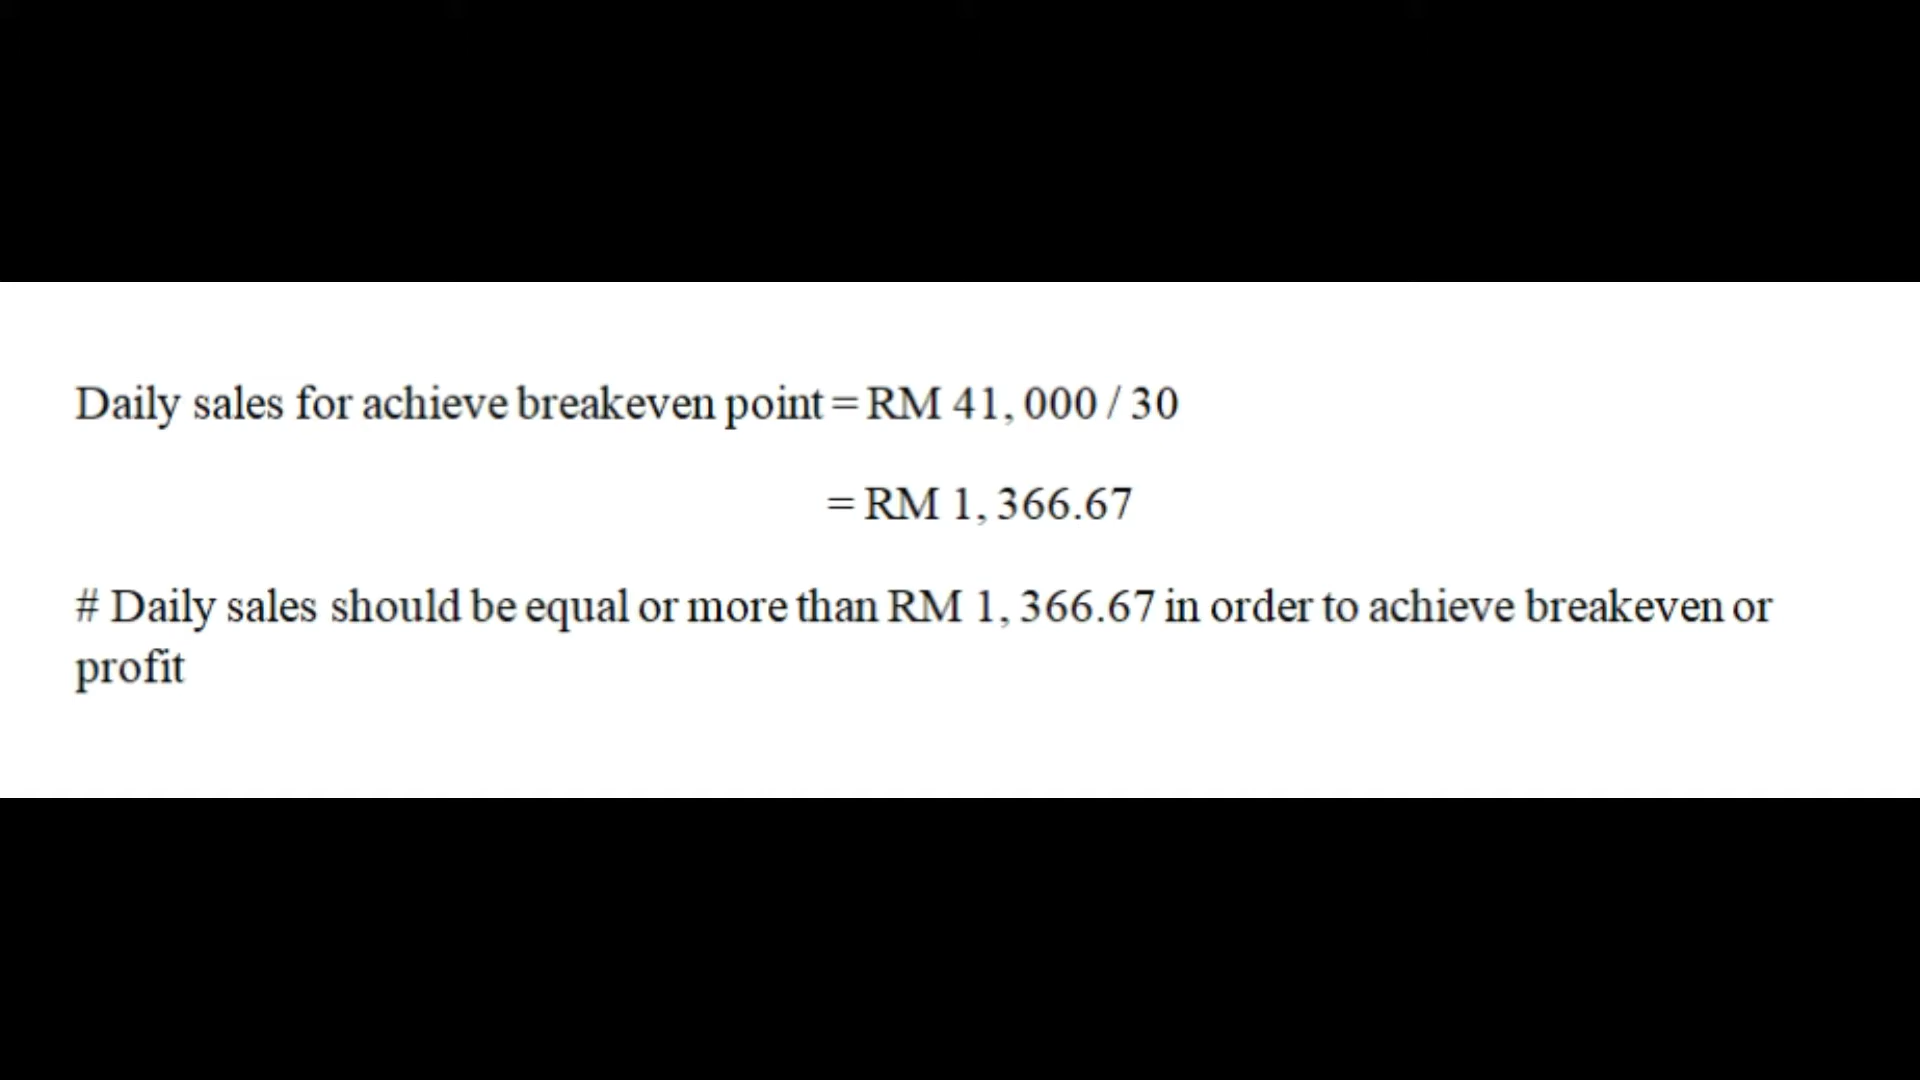 Daily sales for achieve breakeven point = RM 41, 000 / 30
= RM 1, 366.67
# Daily sales should be equal or more than RM 1, 366.67 in order to achieve breakeven or
profit